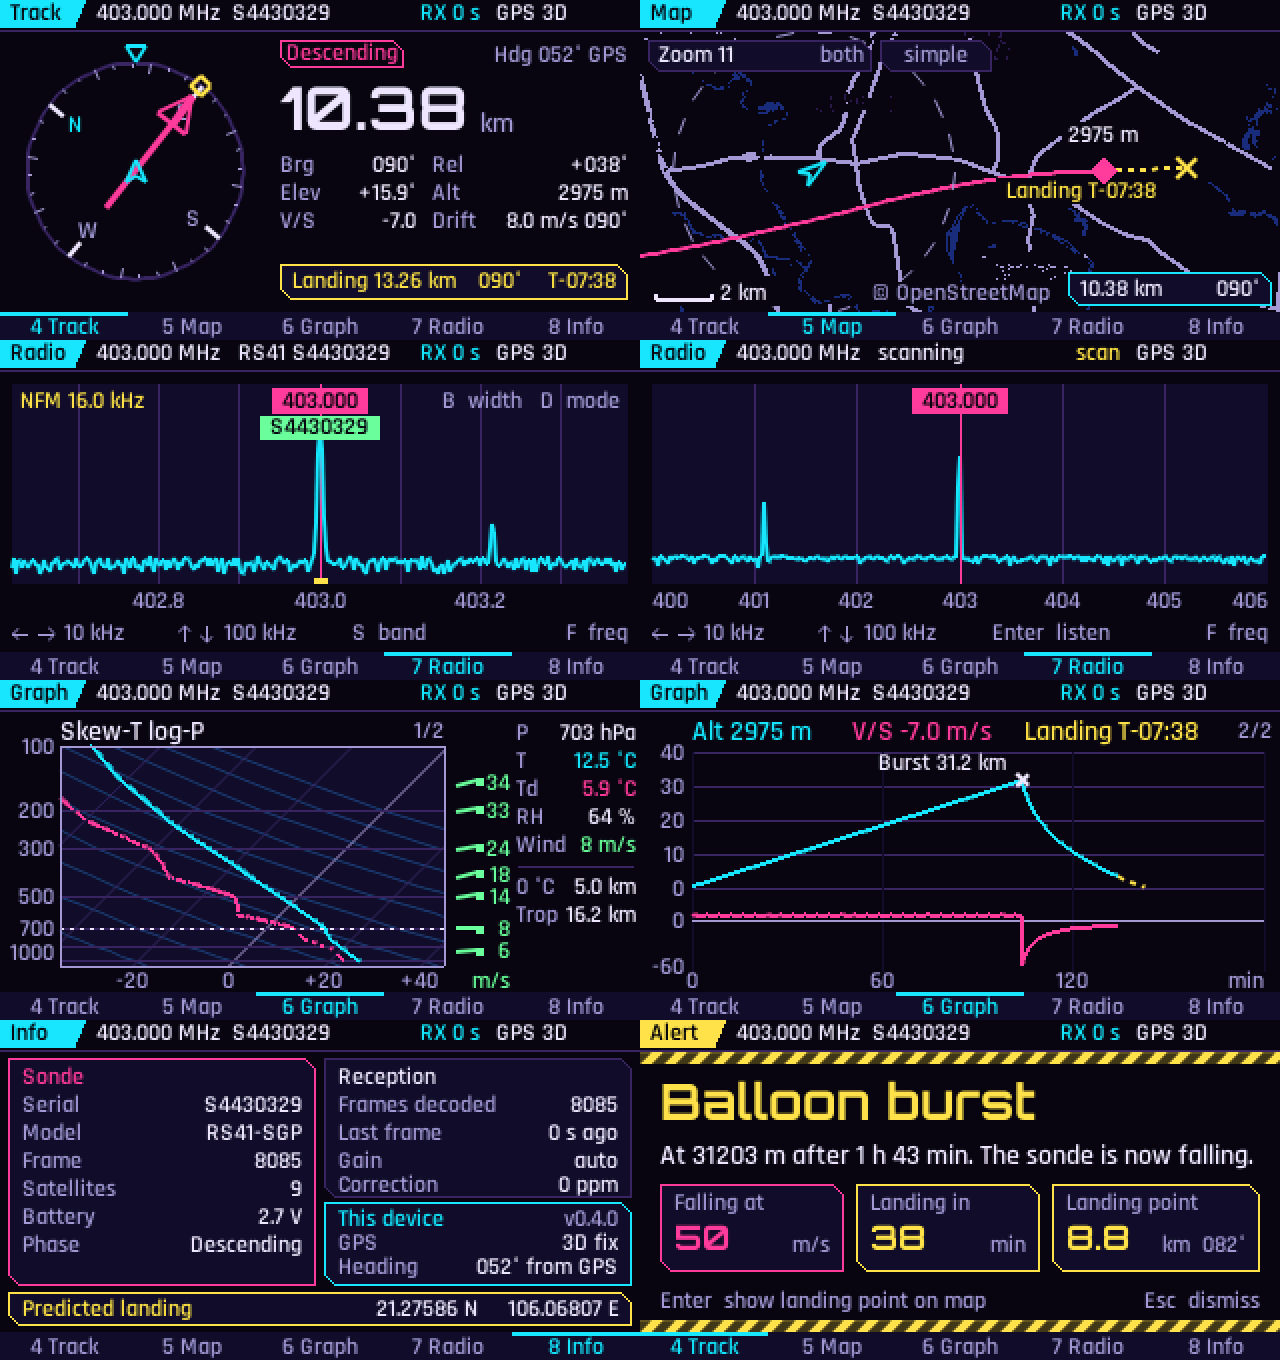 Track 403.000 MHz S4430329 RX 0 s GPS 3D
Descending Hdg 052° GPS
10.38 km
N
W
S
Brg 090° Rel +038°
Elev +15.9° Alt 2975 m
V/S -7.0 Drift 8.0 m/s 090°
Landing 13.26 km 090° T-07:38
4 Track 5 Map 6 Graph 7 Radio 8 Info
Map 403.000 MHz S4430329 RX 0 s GPS 3D
Zoom 11 both simple
2975 m
Landing T-07:38
2 km © OpenStreetMap 10.38 km 090°
4 Track 5 Map 6 Graph 7 Radio 8 Info
Radio 403.000 MHz RS41 S4430329 RX 0 s GPS 3D
NFM 16.0 kHz 403.000 B width D mode
S4430329
402.8 403.0 403.2
← → 10 kHz ↑ ↓ 100 kHz S band F freq
4 Track 5 Map 6 Graph 7 Radio 8 Info
Radio 403.000 MHz scanning scan GPS 3D
403.000
400 401 402 403 404 405 406
← → 10 kHz ↑ ↓ 100 kHz Enter listen F freq
4 Track 5 Map 6 Graph 7 Radio 8 Info
Graph 403.000 MHz S4430329 RX 0 s GPS 3D
Skew-T log-P 1/2
100
200
300
500
700
1000
-20 0 +20 +40
34
33
24
18
14
8
6
m/s
P 703 hPa
T 12.5 °C
Td 5.9 °C
RH 64 %
Wind 8 m/s
0 °C 5.0 km
Trop 16.2 km
4 Track 5 Map 6 Graph 7 Radio 8 Info
Graph 403.000 MHz S4430329 RX 0 s GPS 3D
Alt 2975 m V/S -7.0 m/s Landing T-07:38 2/2
Burst 31.2 km
40
30
20
10
0
0
-60
0 60 120 min
4 Track 5 Map 6 Graph 7 Radio 8 Info
Info 403.000 MHz S4430329 RX 0 s GPS 3D
Sonde
Serial S4430329
Model RS41-SGP
Frame 8085
Satellites 9
Battery 2.7 V
Phase Descending
Reception
Frames decoded 8085
Last frame 0 s ago
Gain auto
Correction 0 ppm
This device v0.4.0
GPS 3D fix
Heading 052° from GPS
Predicted landing 21.27586 N 106.06807 E
4 Track 5 Map 6 Graph 7 Radio 8 Info
Alert 403.000 MHz S4430329 RX 0 s GPS 3D
Balloon burst
At 31203 m after 1 h 43 min. The sonde is now falling.
Falling at
50 m/s
Landing in
38 min
Landing point
8.8 km 082°
Enter show landing point on map Esc dismiss
4 Track 5 Map 6 Graph 7 Radio 8 Info